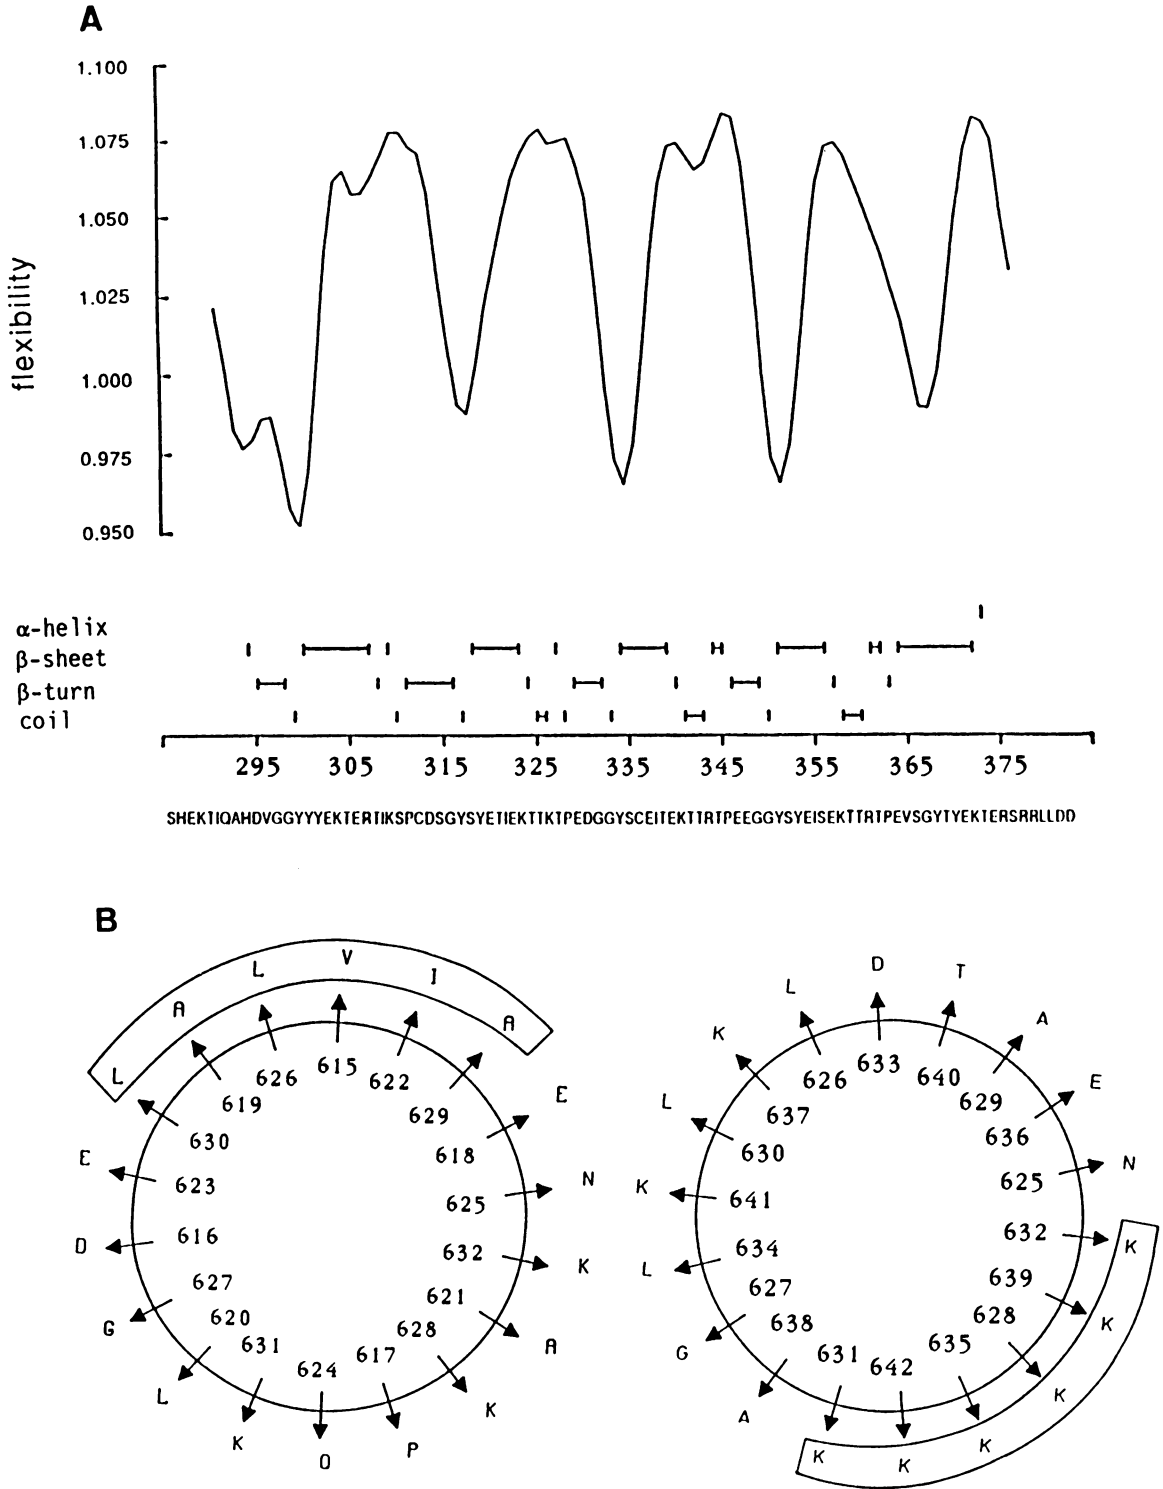 A
1.100
1.075
1.050
1.025
1.000
0.975
0.950
flexibility
α-helix
β-sheet
β-turn
coil
295 305 315 325 335 345 355 365 375
SHEKTIQAHDVGGYYYEKTERTIKSPCDSGYSYETIEKTTKTPEDGGYSCEITEKTTRTPEEGGYSYEISEKTTRTPEVSGYTYEKTERSRRLLDD
B
L A L V I A
E
N
K
A
K
P
Q
K
L
G
D
E
615
622
629
618
625
632
621
628
617
624
631
620
627
616
623
630
619
626
D
T
A
E
N
K
K
K
K
K
K
A
G
L
K
L
K
L
633
640
629
636
625
632
639
628
635
642
631
638
627
634
641
630
637
626